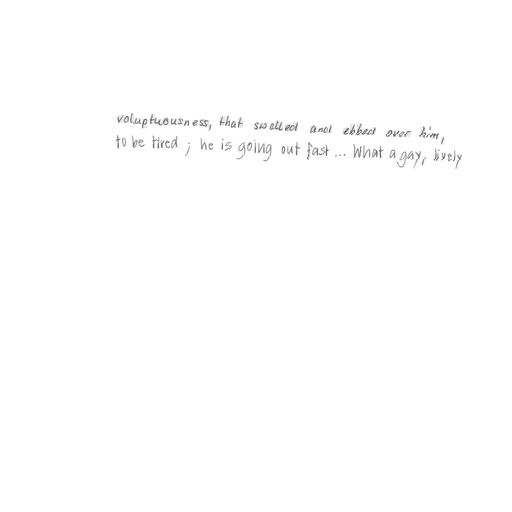 voluptuousness, that swelled and ebbed over him,
to be tired ; he is going out fast ... What a gay, lively